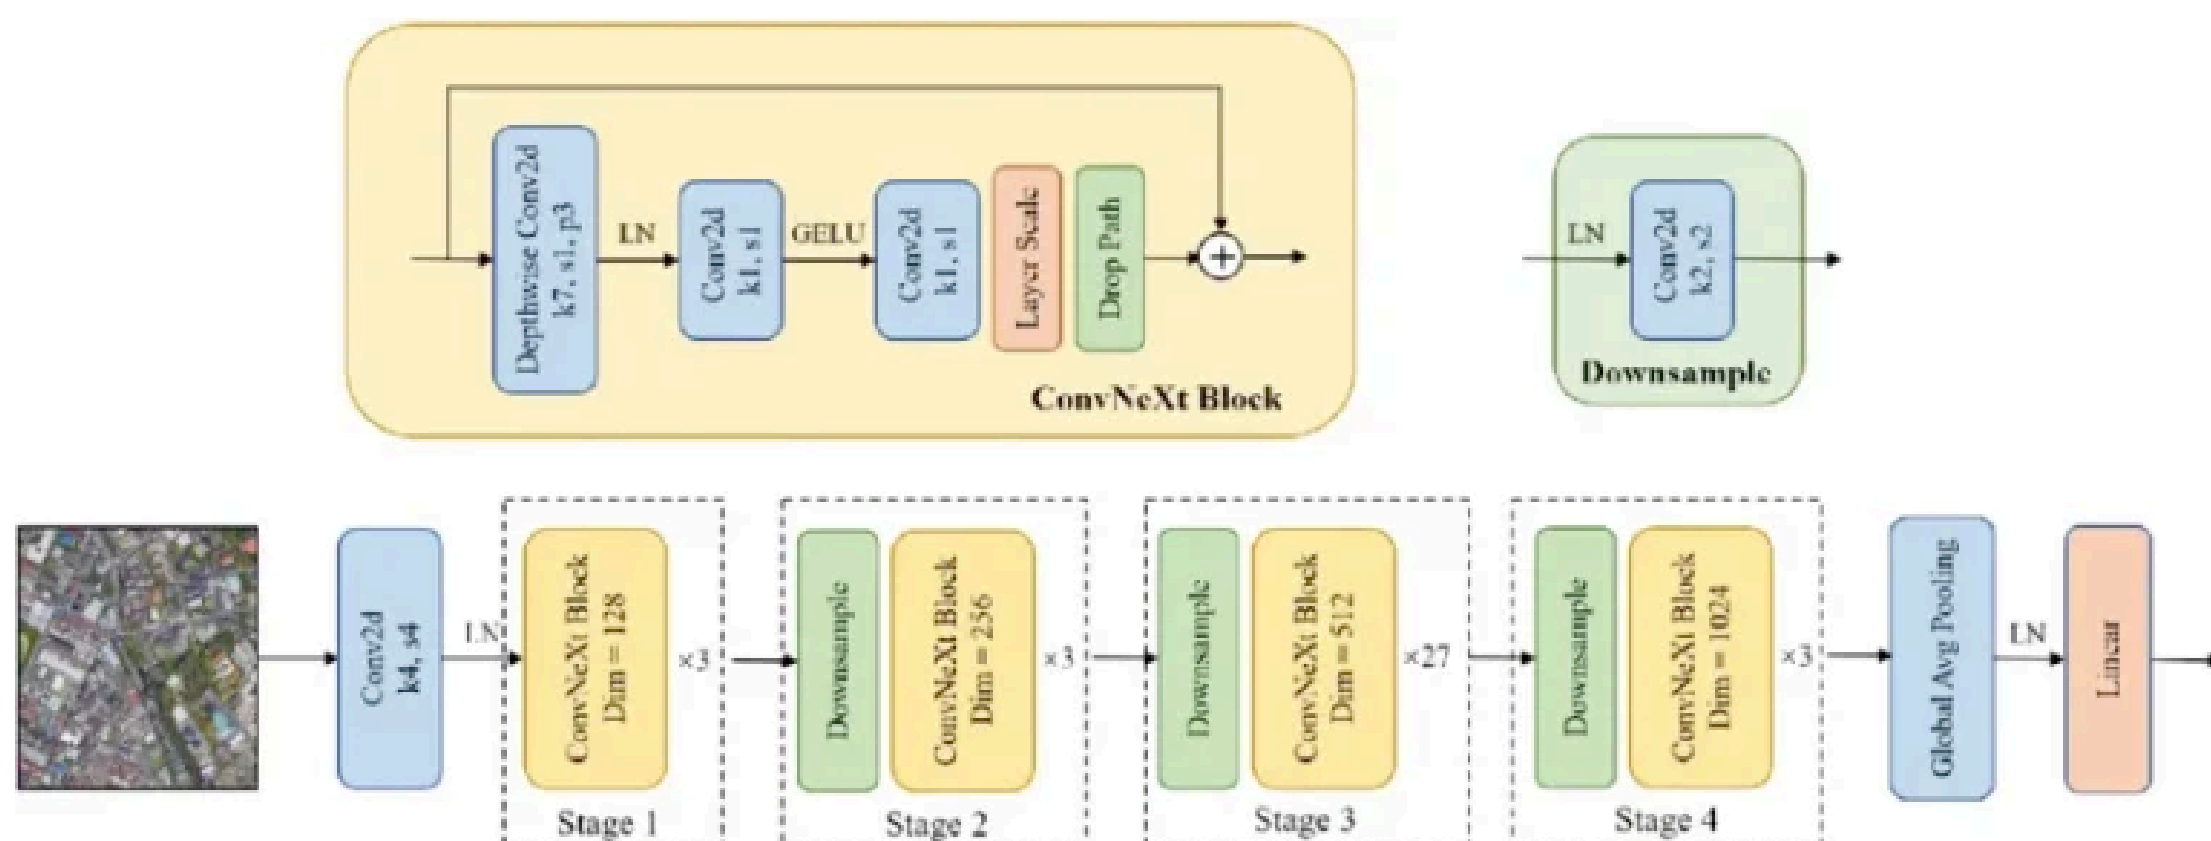 Depthwise Conv2d
k7, s1, p3
LN
Conv2d
k1, s1
GELU
Conv2d
k1, s1
Layer Scale
Drop Path
+
ConvNeXt Block
LN
Conv2d
k2, s2
Downsample
Conv2d
k4, s4
LN
ConvNeXt Block
Dim = 128
×3
Stage 1
Downsample
ConvNeXt Block
Dim = 256
×3
Stage 2
Downsample
ConvNeXt Block
Dim = 512
×27
Stage 3
Downsample
ConvNeXt Block
Dim = 1024
×3
Stage 4
Global Avg Pooling
LN
Linear